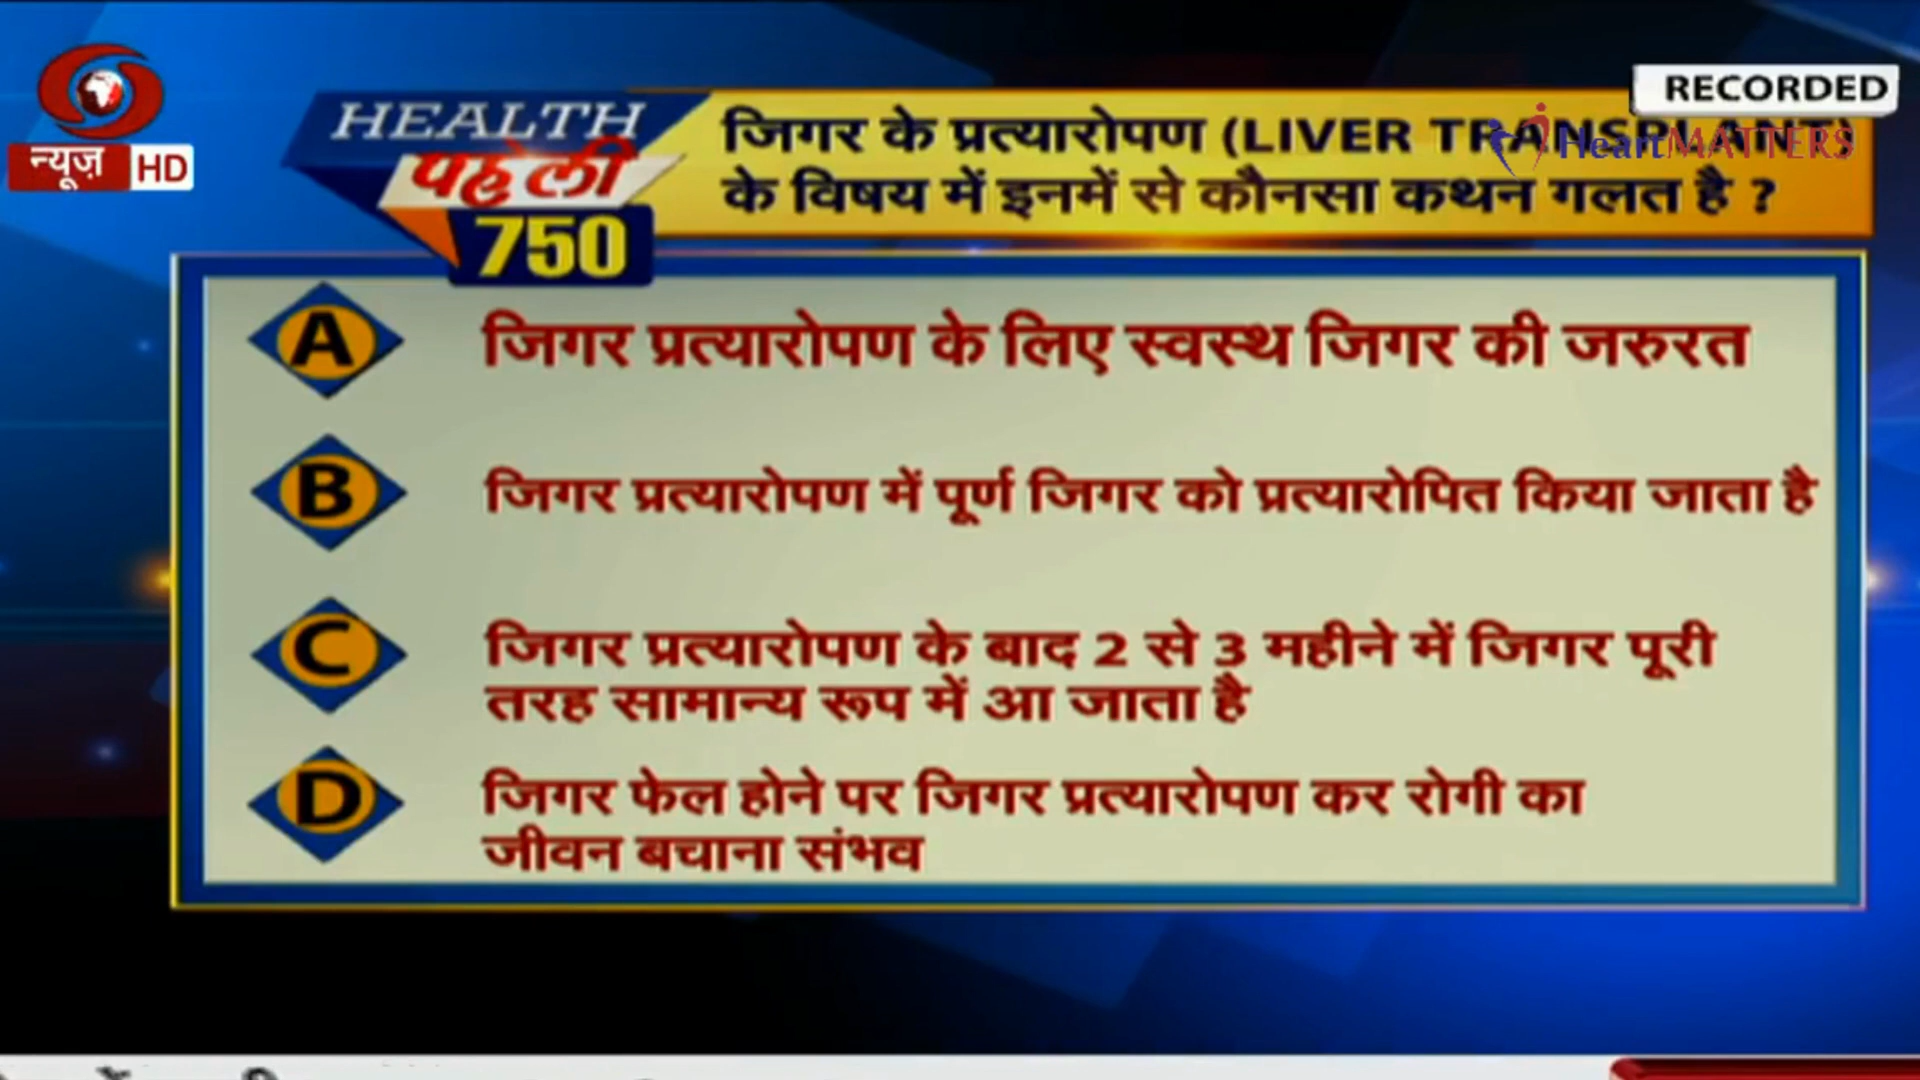 न्यूज़ HD
RECORDED
HeartMATTERS
HEALTH
पहेली
750
जिगर के प्रत्यारोपण (LIVER TRANSPLANT)
के विषय में इनमें से कौनसा कथन गलत है ?
A जिगर प्रत्यारोपण के लिए स्वस्थ जिगर की जरुरत
B जिगर प्रत्यारोपण में पूर्ण जिगर को प्रत्यारोपित किया जाता है
C जिगर प्रत्यारोपण के बाद 2 से 3 महीने में जिगर पूरी
तरह सामान्य रूप में आ जाता है
D जिगर फेल होने पर जिगर प्रत्यारोपण कर रोगी का
जीवन बचाना संभव